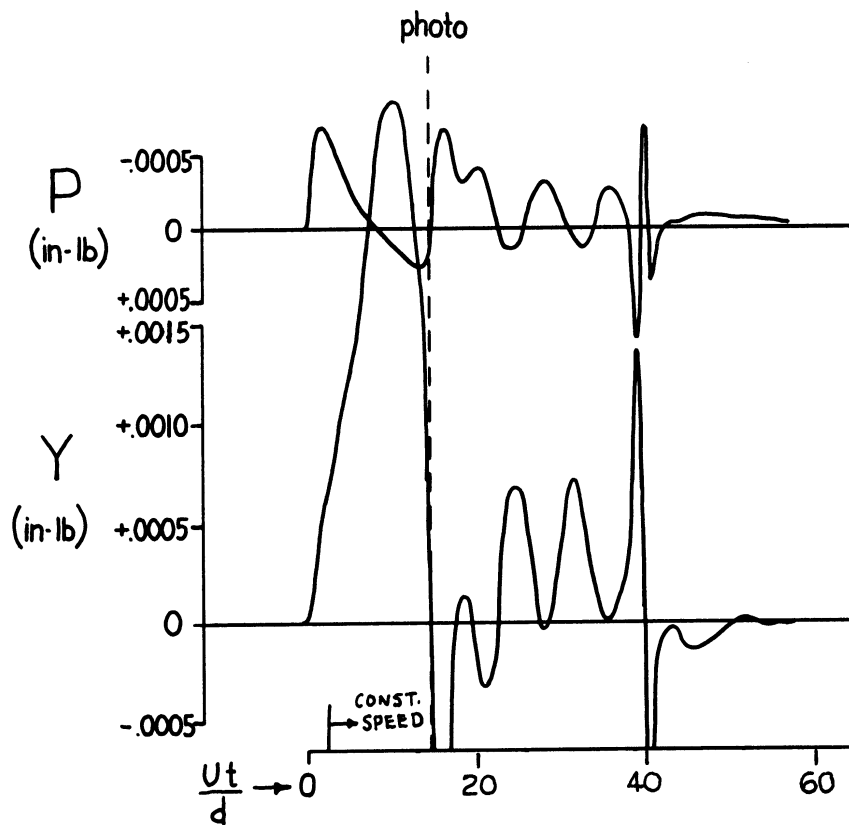 photo
-.0005
P
0
(in-lb)
+.0005
+.0015
+.0010
Y
(in-lb)
+.0005
0
CONST.
SPEED
-.0005
Ut
d
0 20 40 60